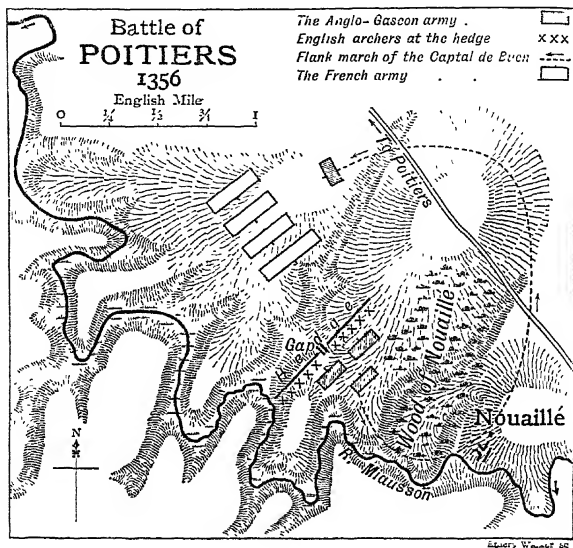 Battle of
POITIERS
1356
English Mile
0 ¼ ½ ¾ 1
The Anglo-Gascon army .
English archers at the hedge
xxx
Flank march of the Captal de Buch
The French army . .
To Poitiers
Hedge
Gap
Wood of Nouaillé
Nouaillé
R. Miausson
N